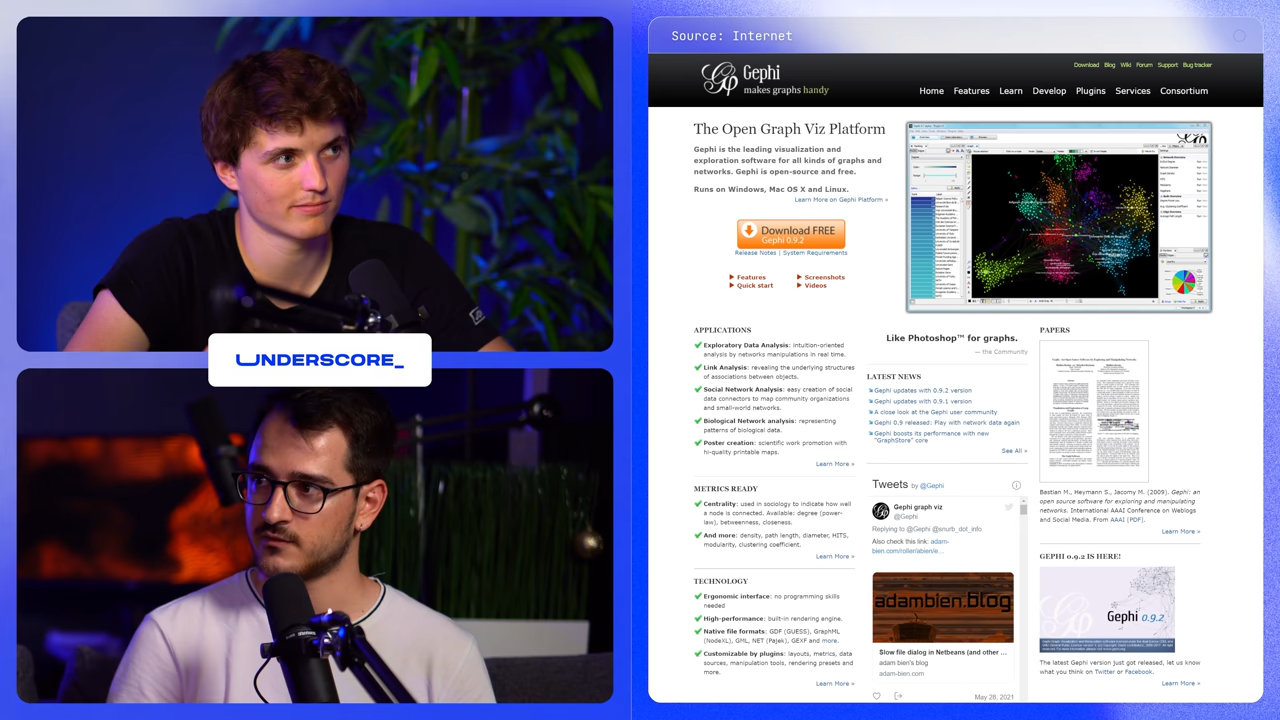 UNDERSCORE_
Source: Internet
Gephi
makes graphs handy
Download Blog Wiki Forum Support Bug tracker
Home Features Learn Develop Plugins Services Consortium
The Open Graph Viz Platform
Gephi is the leading visualization and
exploration software for all kinds of graphs and
networks. Gephi is open-source and free.
Runs on Windows, Mac OS X and Linux.
Learn More on Gephi Platform »
Download FREE
Gephi 0.9.2
Release Notes | System Requirements
Features
Screenshots
Quick start
Videos
APPLICATIONS
Exploratory Data Analysis: intuition-oriented
analysis by networks manipulations in real time.
Link Analysis: revealing the underlying structures
of associations between objects.
Social Network Analysis: easy creation of social
data connectors to map community organizations
and small-world networks.
Biological Network analysis: representing
patterns of biological data.
Poster creation: scientific work promotion with
hi-quality printable maps.
Learn More »
METRICS READY
Centrality: used in sociology to indicate how well
a node is connected. Available: degree (power-
law), betweenness, closeness.
And more: density, path length, diameter, HITS,
modularity, clustering coefficient.
Learn More »
TECHNOLOGY
Ergonomic interface: no programming skills
needed
High-performance: built-in rendering engine.
Native file formats: GDF (GUESS), GraphML
(NodeXL), GML, NET (Pajek), GEXF and more.
Customizable by plugins: layouts, metrics, data
sources, manipulation tools, rendering presets and
more.
Learn More »
Like Photoshop™ for graphs.
— the Community
LATEST NEWS
Gephi updates with 0.9.2 version
Gephi updates with 0.9.1 version
A close look at the Gephi user community
Gephi 0.9 released: Play with network data again
Gephi boosts its performance with new
"GraphStore" core
See All »
Tweets by @Gephi
Gephi graph viz
@Gephi
Replying to @Gephi @snurb_dot_info
Also check this link: adam-
bien.com/roller/abien/e…
adambien.blog
Slow file dialog in Netbeans (and other ...
adam bien's blog
adam-bien.com
May 28, 2021
PAPERS
Bastian M., Heymann S., Jacomy M. (2009). Gephi: an
open source software for exploring and manipulating
networks. International AAAI Conference on Weblogs
and Social Media. From AAAI [PDF].
Learn More »
GEPHI 0.9.2 IS HERE!
Gephi 0.9.2
The latest Gephi version just got released, let us know
what you think on Twitter or Facebook.
Learn More »